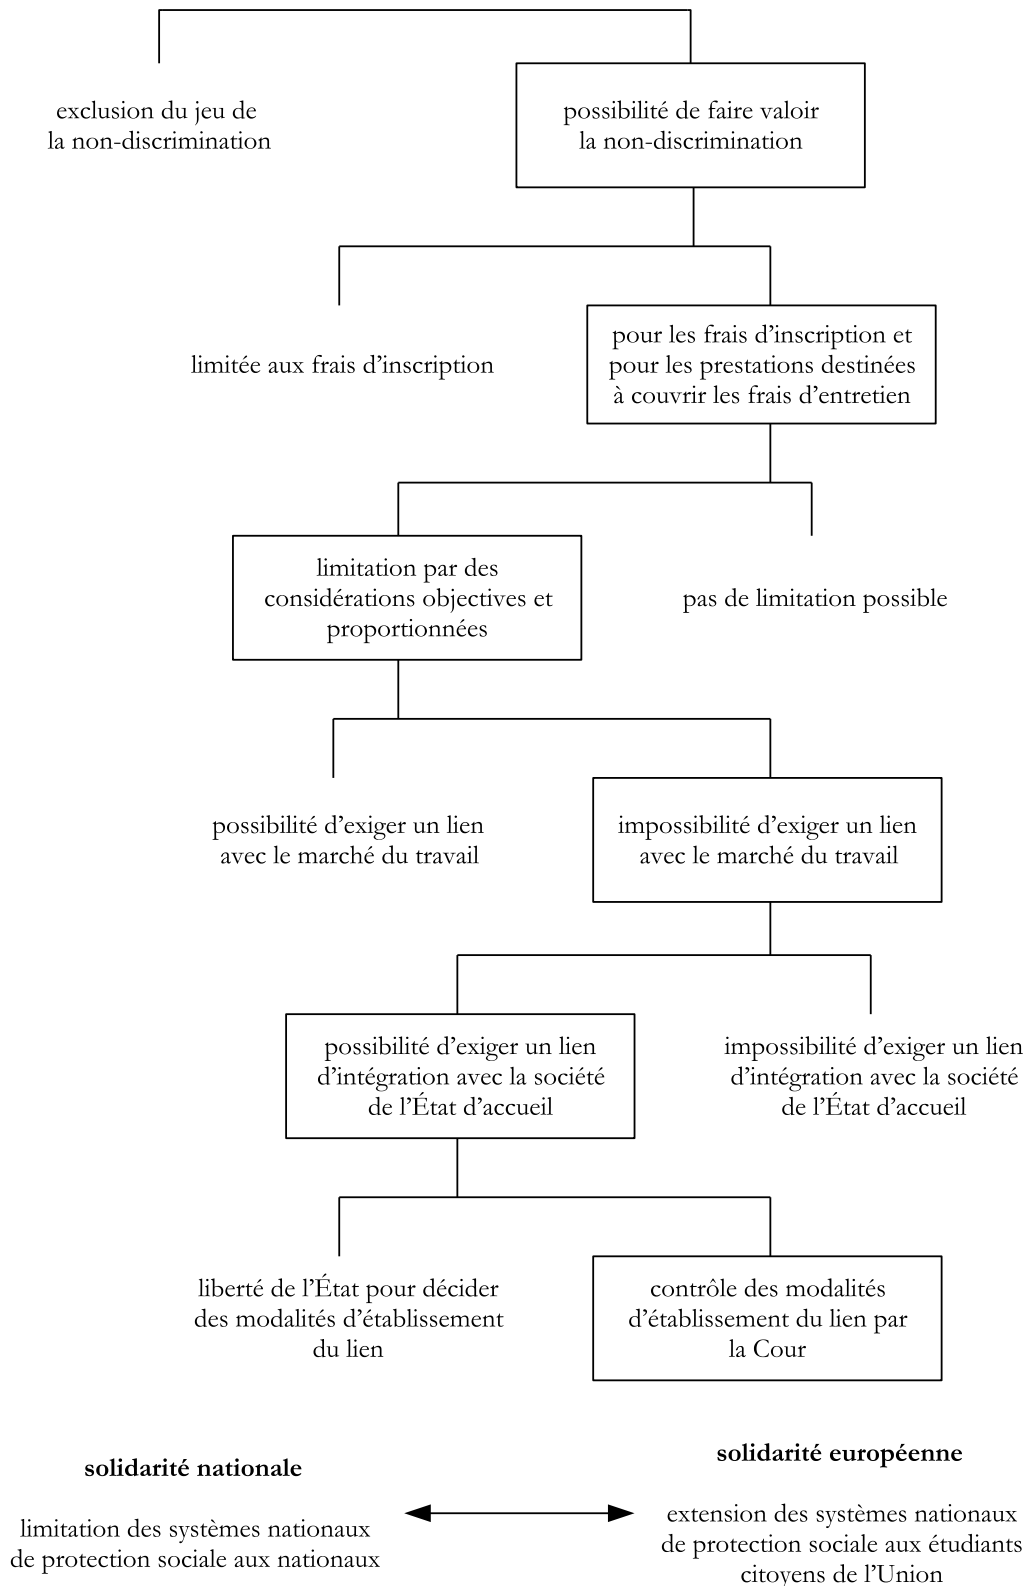 exclusion du jeu de
la non-discrimination
possibilité de faire valoir
la non-discrimination
limitée aux frais d’inscription
pour les frais d’inscription et
pour les prestations destinées
à couvrir les frais d’entretien
limitation par des
considérations objectives et
proportionnées
pas de limitation possible
possibilité d’exiger un lien
avec le marché du travail
impossibilité d’exiger un lien
avec le marché du travail
possibilité d’exiger un lien
d’intégration avec la société
de l’État d’accueil
impossibilité d’exiger un lien
d’intégration avec la société
de l’État d’accueil
liberté de l’État pour décider
des modalités d’établissement
du lien
contrôle des modalités
d’établissement du lien par
la Cour
solidarité nationale
limitation des systèmes nationaux
de protection sociale aux nationaux
solidarité européenne
extension des systèmes nationaux
de protection sociale aux étudiants
citoyens de l’Union